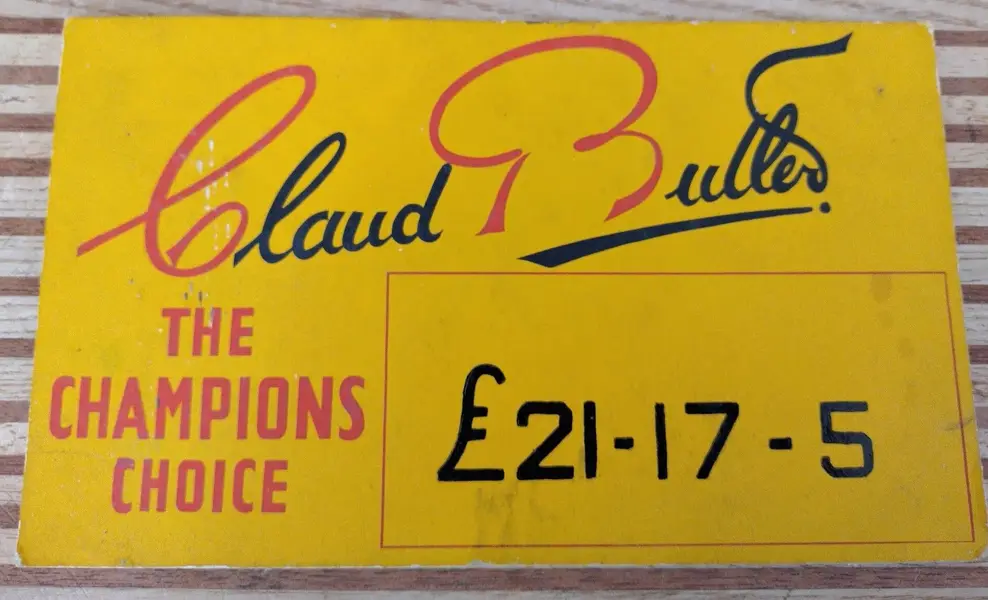 Claud Butler.
THE
CHAMPIONS
CHOICE
£21-17-5